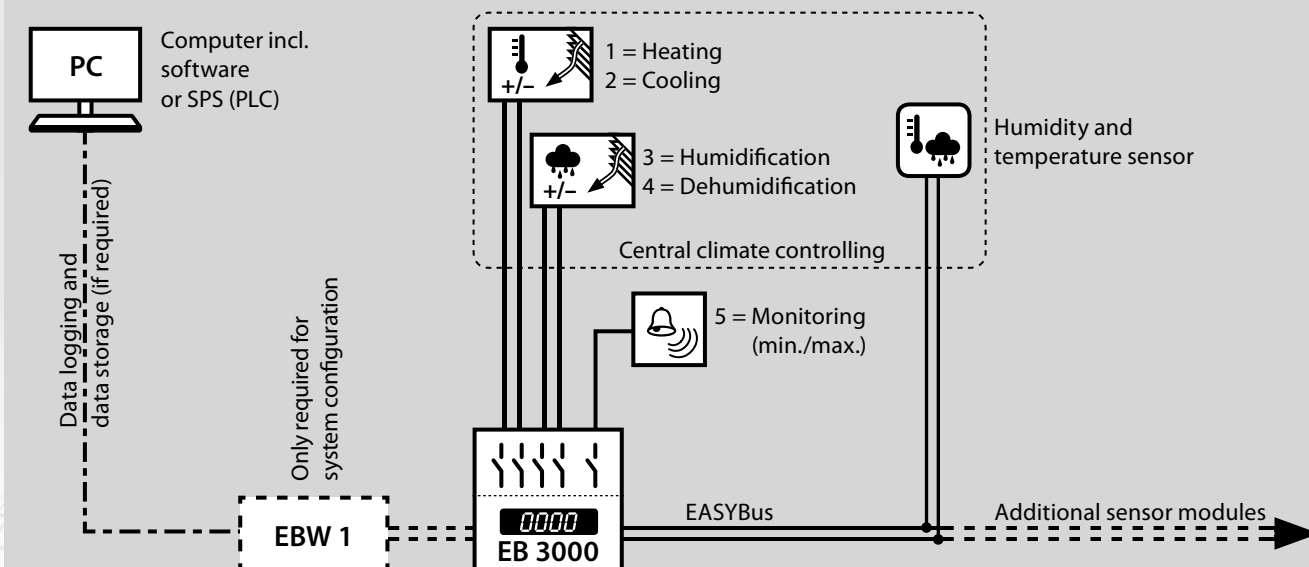 PC
Computer incl.
software
or SPS (PLC)
+/–
1 = Heating
2 = Cooling
+/–
3 = Humidification
4 = Dehumidification
Humidity and
temperature sensor
Central climate controlling
5 = Monitoring
(min./max.)
Data logging and
data storage (if required)
Only required for
system configuration
EBW 1
0000
EB 3000
EASYBus
Additional sensor modules